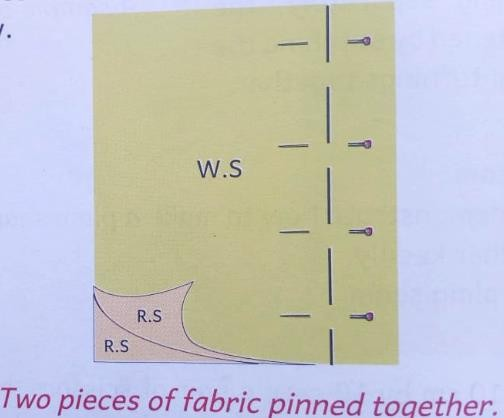 y.
W.S
R.S
R.S
Two pieces of fabric pinned together.